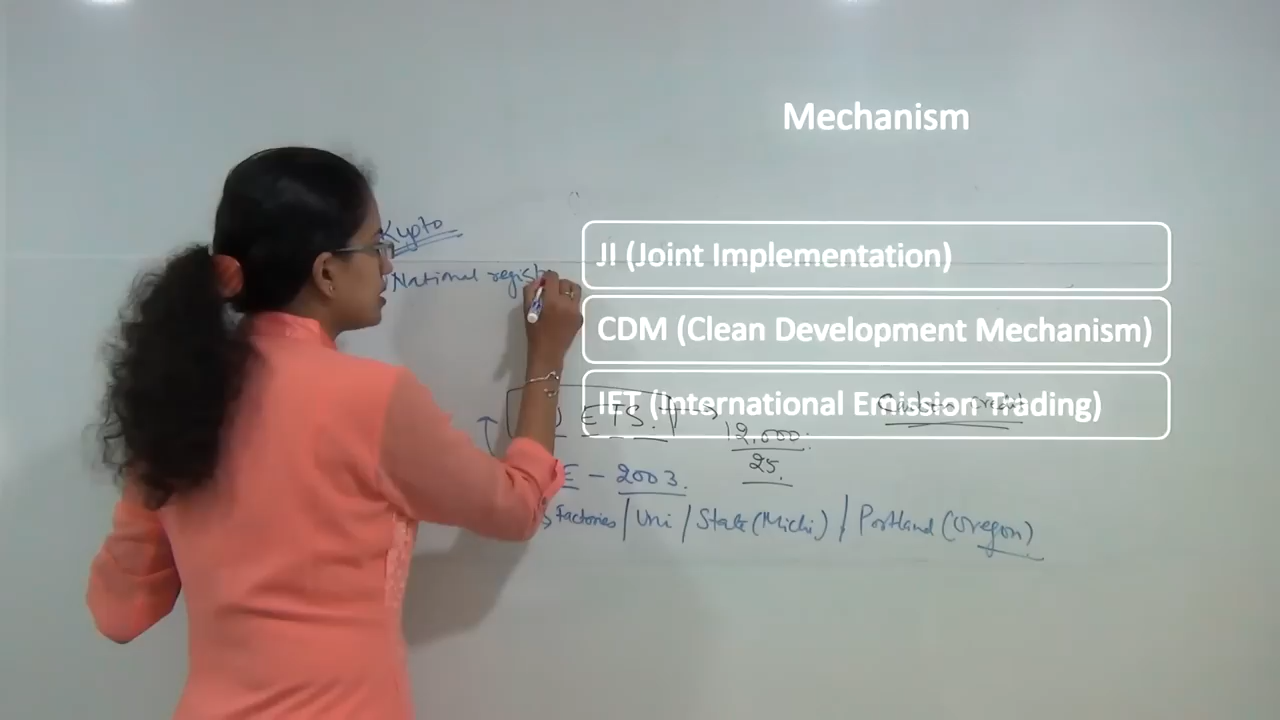 Mechanism
Kyoto
National regist
JI (Joint Implementation)
CDM (Clean Development Mechanism)
IET (International Emission Trading)
ETS.
12,000
25.
E - 2003.
Factories / Uni / State (Michi) / Portland (Oregon)